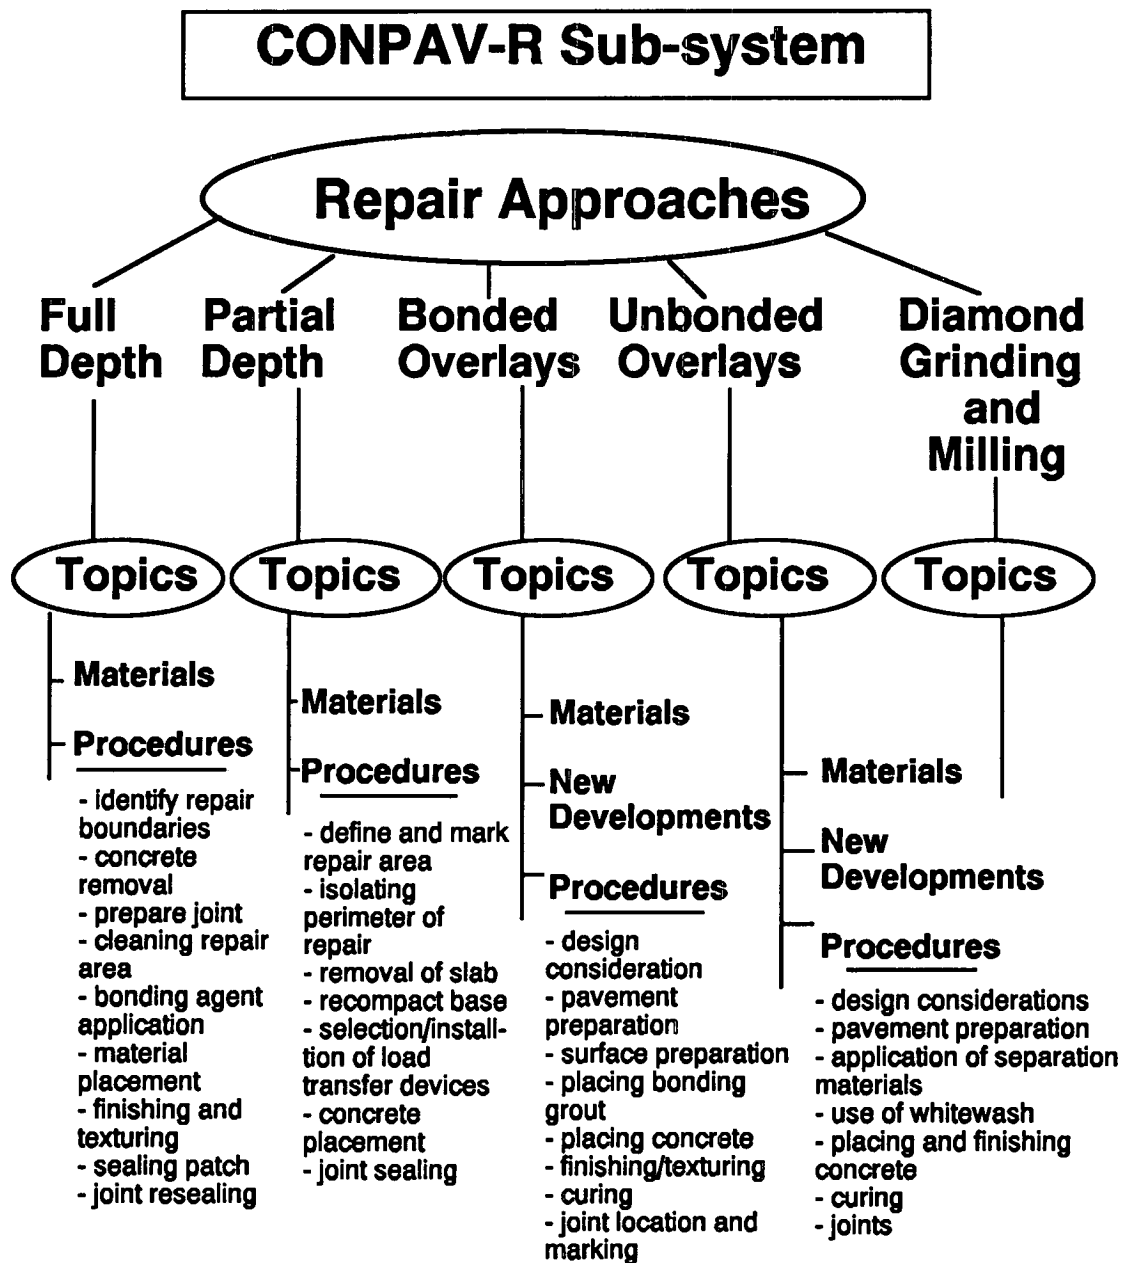 CONPAV-R Sub-system
Repair Approaches
Full
Depth
Partial
Depth
Bonded
Overlays
Unbonded
Overlays
Diamond
Grinding
and
Milling
Topics
Topics
Topics
Topics
Topics
Materials
Procedures
- identify repair
boundaries
- concrete
removal
- prepare joint
- cleaning repair
area
- bonding agent
application
- material
placement
- finishing and
texturing
- sealing patch
- joint resealing
Materials
Procedures
- define and mark
repair area
- isolating
perimeter of
repair
- removal of slab
- recompact base
- selection/install-
tion of load
transfer devices
- concrete
placement
- joint sealing
Materials
New
Developments
Procedures
- design
consideration
- pavement
preparation
- surface preparation
- placing bonding
grout
- placing concrete
- finishing/texturing
- curing
- joint location and
marking
Materials
New
Developments
Procedures
- design considerations
- pavement preparation
- application of separation
materials
- use of whitewash
- placing and finishing
concrete
- curing
- joints